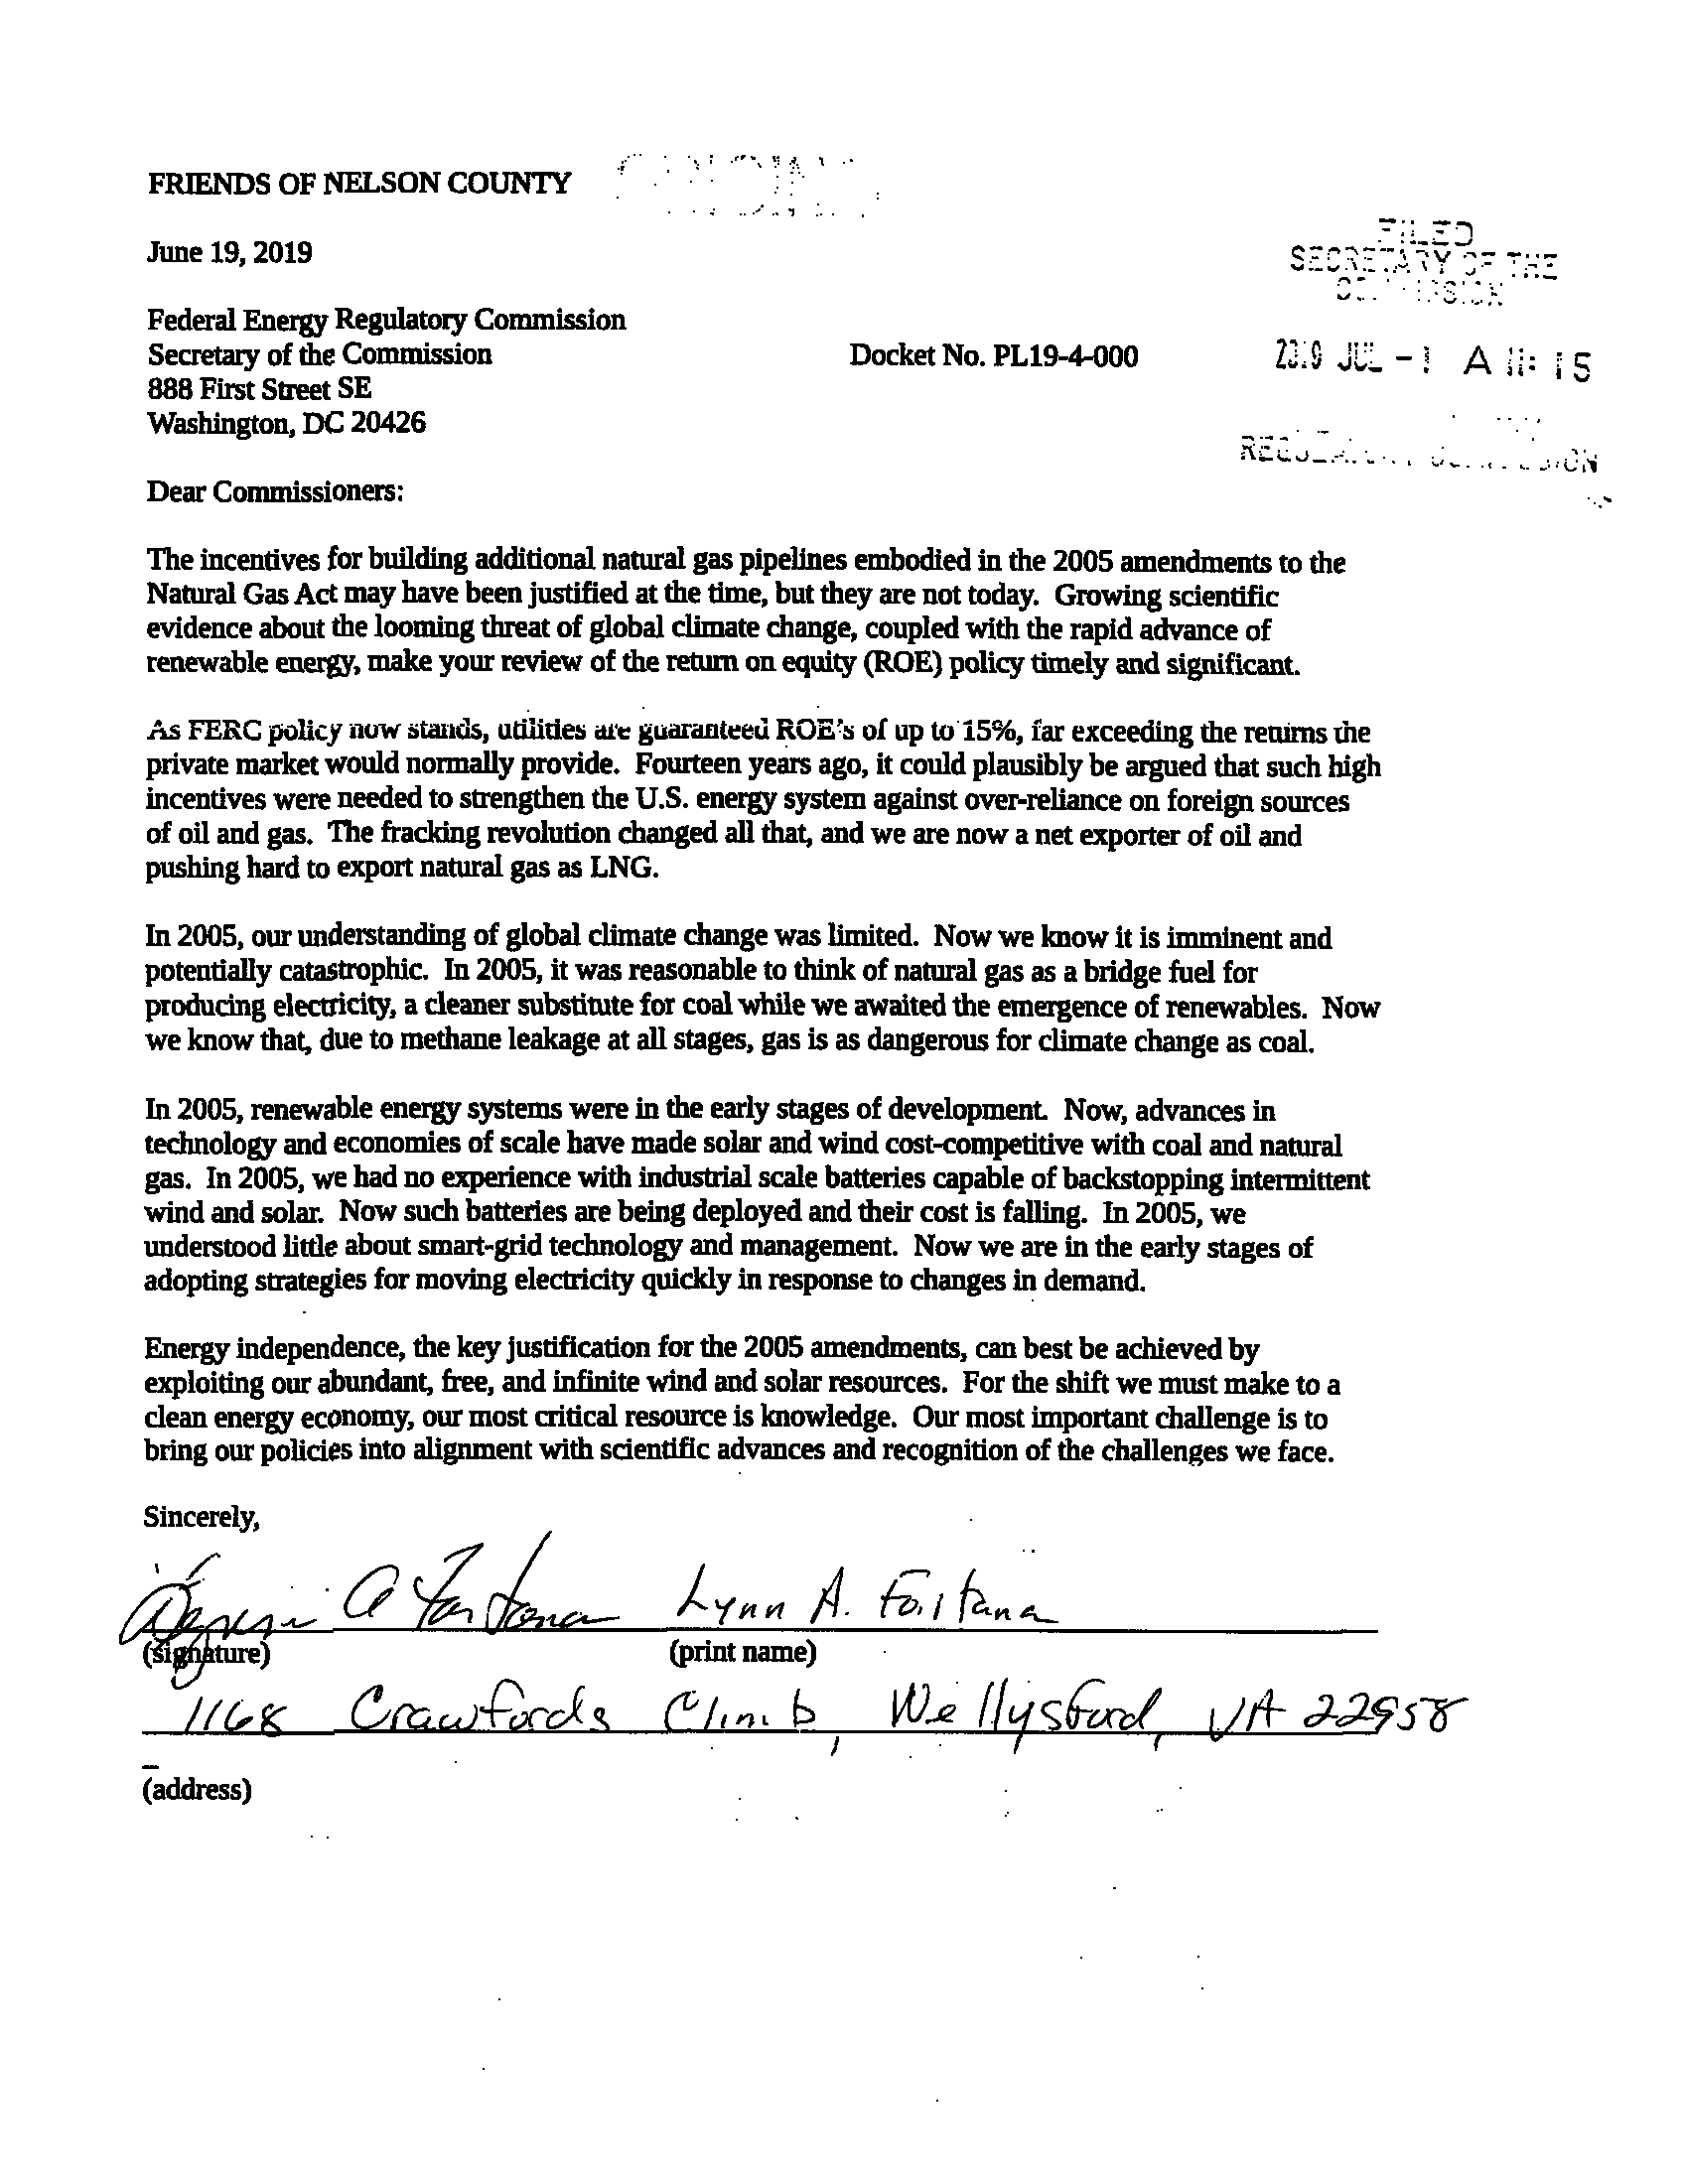 FRIENDS OF NELSON COUNTY
June 19, 2019
FILED
SECRETARY OF THE
COMMISSION
Federal Energy Regulatory Commission
Secretary of the Commission
Docket No. PL19-4-000
2019 JUL -1 A 11: 15
888 First Street SE
Washington, DC 20426
REGULATORY COMMISSION
Dear Commissioners:
The incentives for building additional natural gas pipelines embodied in the 2005 amendments to the
Natural Gas Act may have been justified at the time, but they are not today. Growing scientific
evidence about the looming threat of global climate change, coupled with the rapid advance of
renewable energy, make your review of the return on equity (ROE) policy timely and significant.
As FERC policy now stands, utilities are guaranteed ROE's of up to 15%, far exceeding the returns the
private market would normally provide. Fourteen years ago, it could plausibly be argued that such high
incentives were needed to strengthen the U.S. energy system against over-reliance on foreign sources
of oil and gas. The fracking revolution changed all that, and we are now a net exporter of oil and
pushing hard to export natural gas as LNG.
In 2005, our understanding of global climate change was limited. Now we know it is imminent and
potentially catastrophic. In 2005, it was reasonable to think of natural gas as a bridge fuel for
producing electricity, a cleaner substitute for coal while we awaited the emergence of renewables. Now
we know that, due to methane leakage at all stages, gas is as dangerous for climate change as coal.
In 2005, renewable energy systems were in the early stages of development. Now, advances in
technology and economies of scale have made solar and wind cost-competitive with coal and natural
gas. In 2005, we had no experience with industrial scale batteries capable of backstopping intermittent
wind and solar. Now such batteries are being deployed and their cost is falling. In 2005, we
understood little about smart-grid technology and management. Now we are in the early stages of
adopting strategies for moving electricity quickly in response to changes in demand.
Energy independence, the key justification for the 2005 amendments, can best be achieved by
exploiting our abundant, free, and infinite wind and solar resources. For the shift we must make to a
clean energy economy, our most critical resource is knowledge. Our most important challenge is to
bring our policies into alignment with scientific advances and recognition of the challenges we face.
Sincerely,
Lynn A.
(signature) (print name)
1168 Crawfords Climb, Wellysford, VA 22958
(address)